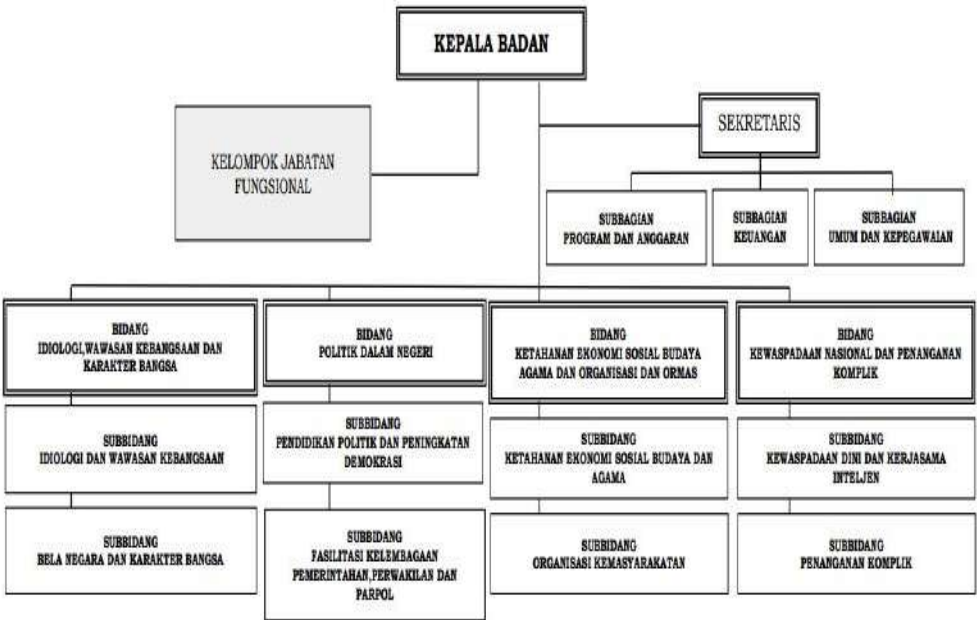 KEPALA BADAN
SEKRETARIS
KELOMPOK JABATAN
FUNGSIONAL
SUBBAGIAN
PROGRAM DAN ANGGARAN
SUBBAGIAN
KEUANGAN
SUBBAGIAN
UMUM DAN KEPEGAWAIAN
BIDANG
IDIOLOGI,WAWASAN KEBANGSAAN DAN
KARAKTER BANGSA
BIDANG
POLITIK DALAM NEGERI
BIDANG
KETAHANAN EKONOMI SOSIAL BUDAYA
AGAMA DAN ORGANISASI DAN ORMAS
BIDANG
KEWASPADAAN NASIONAL DAN PENANGANAN
KOMPLIK
SUBBIDANG
IDIOLOGI DAN WAWASAN KEBANGSAAN
SUBBIDANG
PENDIDIKAN POLITIK DAN PENINGKATAN
DEMOKRASI
SUBBIDANG
KETAHANAN EKONOMI SOSIAL BUDAYA DAN
AGAMA
SUBBIDANG
KEWASPADAAN DINI DAN KERJASAMA
INTELJEN
SUBBIDANG
BELA NEGARA DAN KARAKTER BANGSA
SUBBIDANG
FASILITASI KELEMBAGAAN
PEMERINTAHAN,PERWAKILAN DAN
PARPOL
SUBBIDANG
ORGANISASI KEMASYARAKATAN
SUBBIDANG
PENANGANAN KOMPLIK